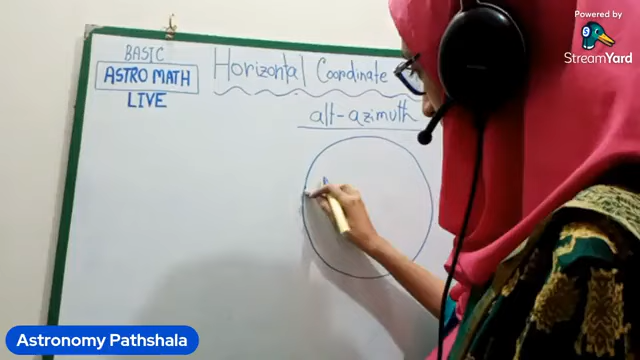 Powered by
StreamYard
BASIC
ASTRO MATH
LIVE
Horizontal Coordinate
alt-azimuth
Astronomy Pathshala